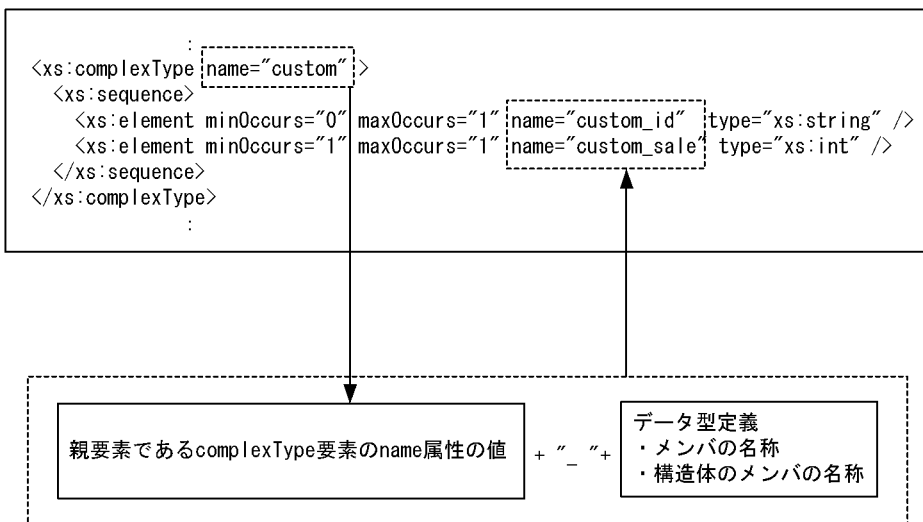 :
<xs:complexType name="custom" >
<xs:sequence>
<xs:element minOccurs="0" maxOccurs="1" name="custom_id" type="xs:string" />
<xs:element minOccurs="1" maxOccurs="1" name="custom_sale" type="xs:int" />
</xs:sequence>
</xs:complexType>
:
親要素であるcomplexType要素のname属性の値 + "_ "+
データ型定義
・メンバの名称
・構造体のメンバの名称